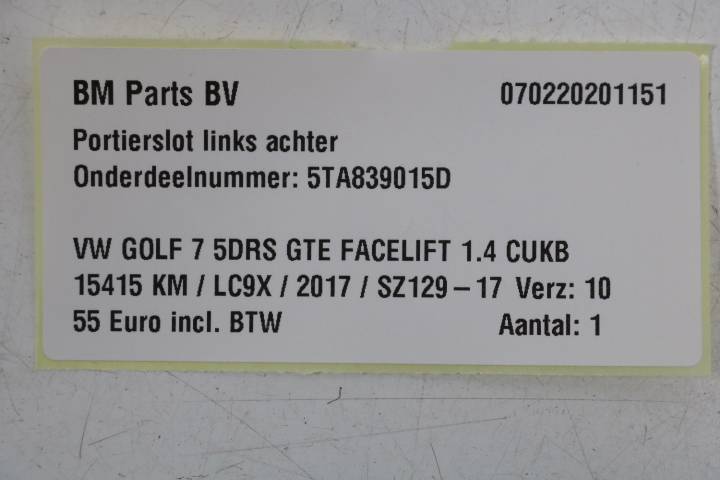 BM Parts BV 070220201151
Portierslot links achter
Onderdeelnummer: 5TA839015D
VW GOLF 7 5DRS GTE FACELIFT 1.4 CUKB
15415 KM / LC9X / 2017 / SZ129-17 Verz: 10
55 Euro incl. BTW Aantal: 1